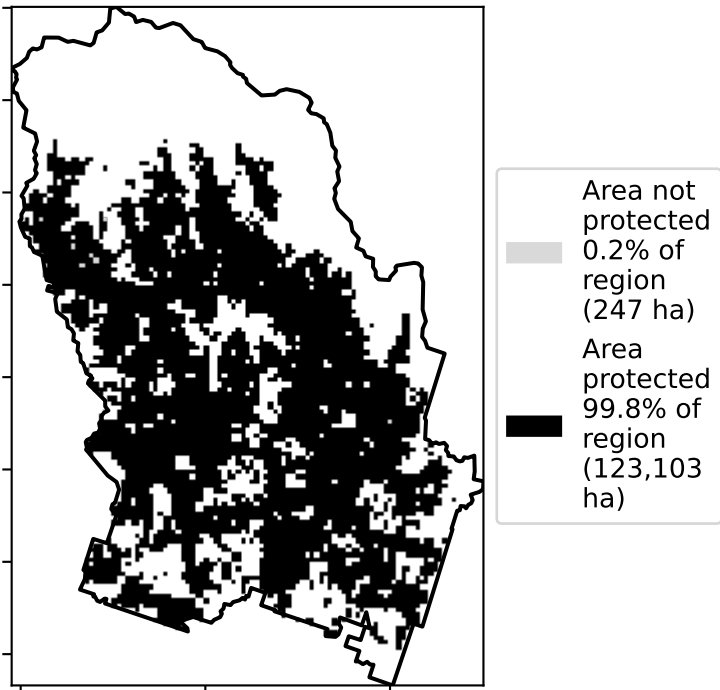 Area not
protected
0.2% of
region
(247 ha)
Area
protected
99.8% of
region
(123,103
ha)